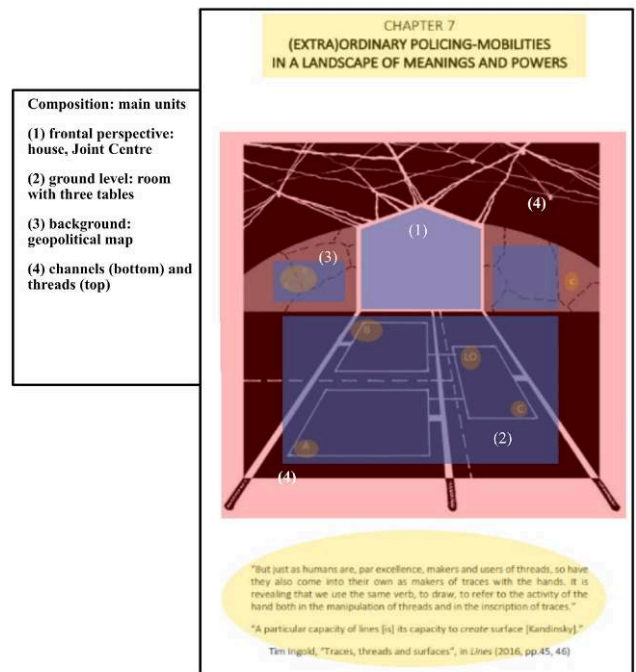 CHAPTER 7
(EXTRA)ORDINARY POLICING-MOBILITIES
IN A LANDSCAPE OF MEANINGS AND POWERS
Composition: main units
(1) frontal perspective:
house, Joint Centre
(2) ground level: room
with three tables
(3) background:
geopolitical map
(4) channels (bottom) and
threads (top)
(4)
(1)
(3)
B
LO
C
(2)
A
(4)
"But just as humans are, par excellence, makers and users of threads, so have
they also come into their own as makers of traces with the hands. It is
revealing that we use the same verb, to draw, to refer to the activity of the
hand both in the manipulation of threads and in the inscription of traces."
"A particular capacity of lines [is] its capacity to create surface [Kandinsky]."
Tim Ingold, "Traces, threads and surfaces", in Lines (2016, pp.45, 46)